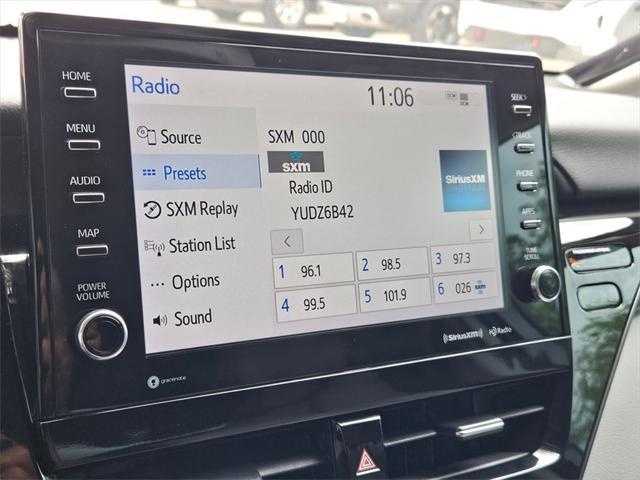 HOME
MENU
AUDIO
MAP
POWER
VOLUME
Radio
11:06
Source
Presets
SXM Replay
Station List
Options
Sound
SXM 000
sxm
Radio ID
YUDZ6B42
SiriusXM
1 96.1
2 98.5
3 97.3
4 99.5
5 101.9
6 026 sxm
SEEK>
<TRACK
PHONE
APPS
TUNE
SCROLL
gracenote
SiriusXM
HD Radio